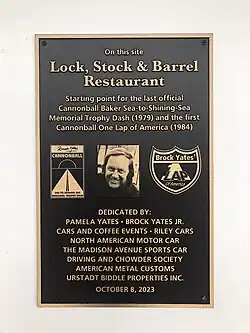 On this site
Lock, Stock & Barrel
Restaurant
Starting point for the last official
Cannonball Baker Sea-to-Shining-Sea
Memorial Trophy Dash (1979) and the first
Cannonball One Lap of America (1984)
CANNONBALL
Brock Yates'
of America
DEDICATED BY:
PAMELA YATES • BROCK YATES JR.
CARS AND COFFEE EVENTS • RILEY CARS
NORTH AMERICAN MOTOR CAR
THE MADISON AVENUE SPORTS CAR
DRIVING AND CHOWDER SOCIETY
AMERICAN METAL CUSTOMS
URSTADT BIDDLE PROPERTIES INC.
OCTOBER 8, 2023